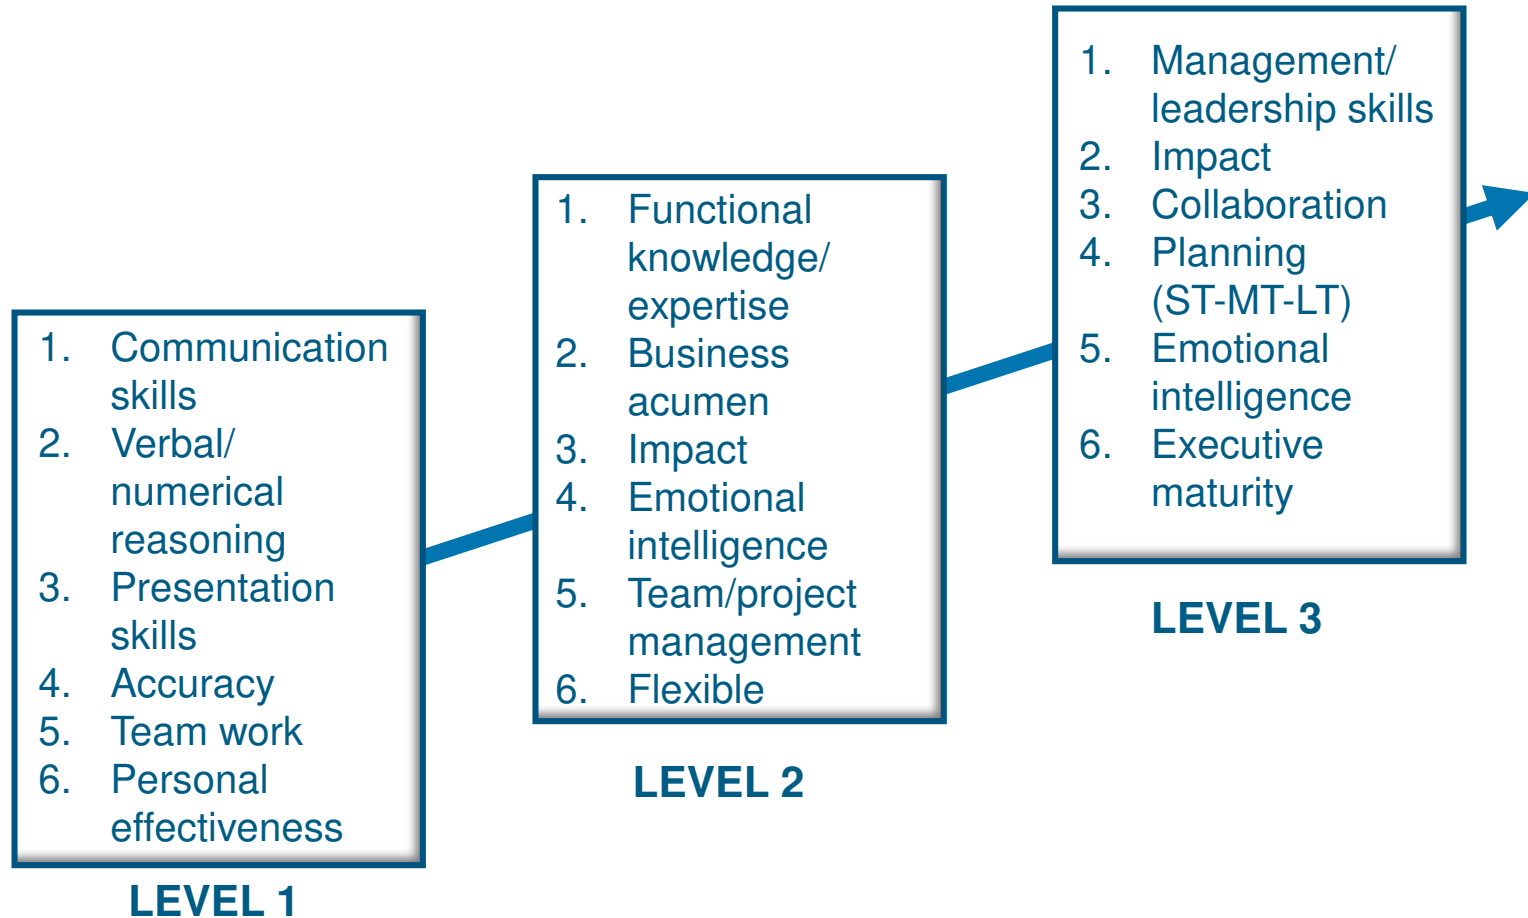 1. Communication
skills
2. Verbal/
numerical
reasoning
3. Presentation
skills
4. Accuracy
5. Team work
6. Personal
effectiveness
LEVEL 1
1. Functional
knowledge/
expertise
2. Business
acumen
3. Impact
4. Emotional
intelligence
5. Team/project
management
6. Flexible
LEVEL 2
1. Management/
leadership skills
2. Impact
3. Collaboration
4. Planning
(ST-MT-LT)
5. Emotional
intelligence
6. Executive
maturity
LEVEL 3